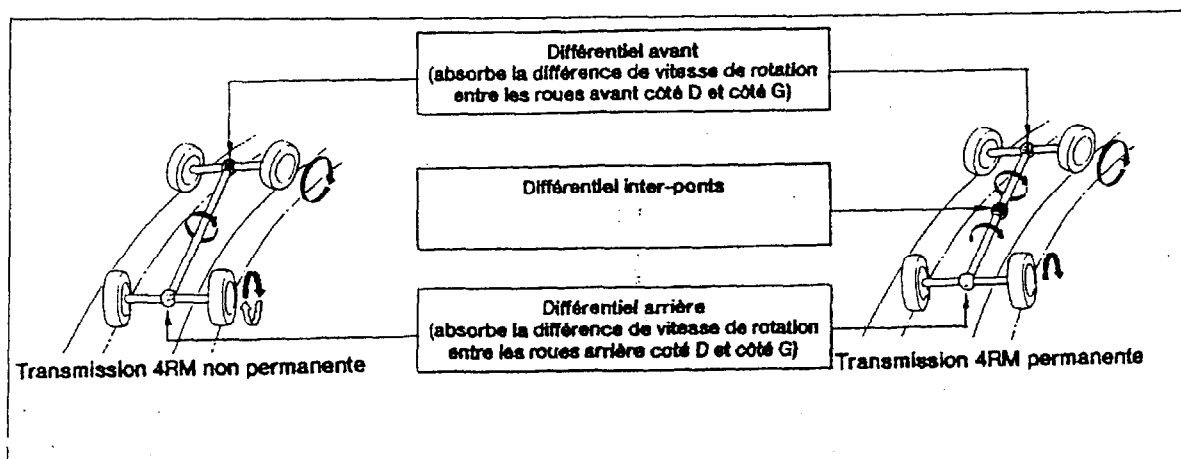 Différentiel avant
(absorbe la différence de vitesse de rotation
entre les roues avant côté D et côté G)
Différentiel inter-ponts
Différentiel arrière
(absorbe la différence de vitesse de rotation
entre les roues arrière coté D et côté G)
Transmission 4RM non permanente
Transmission 4RM permanente